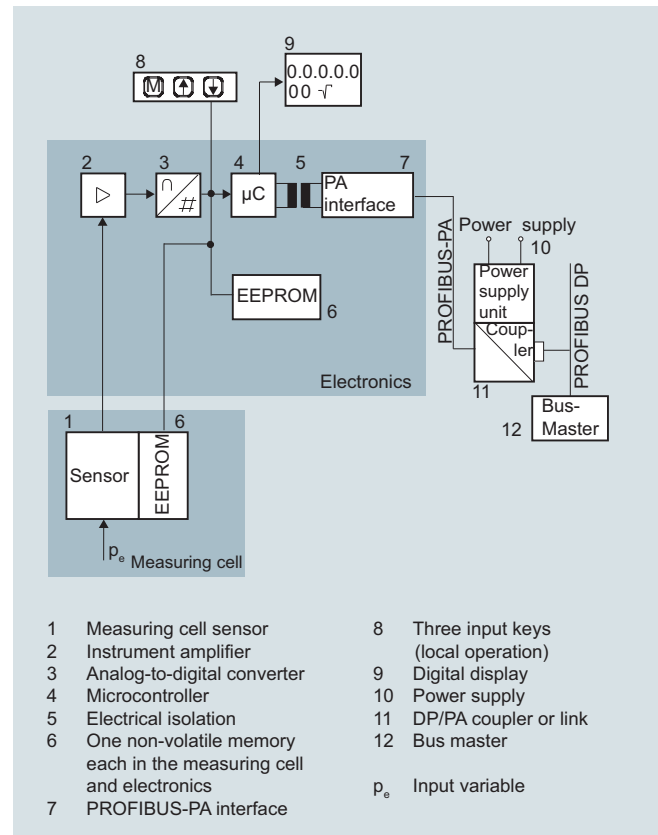 9
8
0.0.0.0.0
00 √
M
2
3
4
5
7
∩
#
µC
PA
interface
Power supply
10
PROFIBUS-PA
Power
supply
unit
PROFIBUS DP
EEPROM
6
Coup-
ler
Electronics
11
Bus-
Master
12
1
6
Sensor
EEPROM
pe Measuring cell
1 Measuring cell sensor
2 Instrument amplifier
3 Analog-to-digital converter
4 Microcontroller
5 Electrical isolation
6 One non-volatile memory
each in the measuring cell
and electronics
7 PROFIBUS-PA interface
8 Three input keys
(local operation)
9 Digital display
10 Power supply
11 DP/PA coupler or link
12 Bus master
pe Input variable